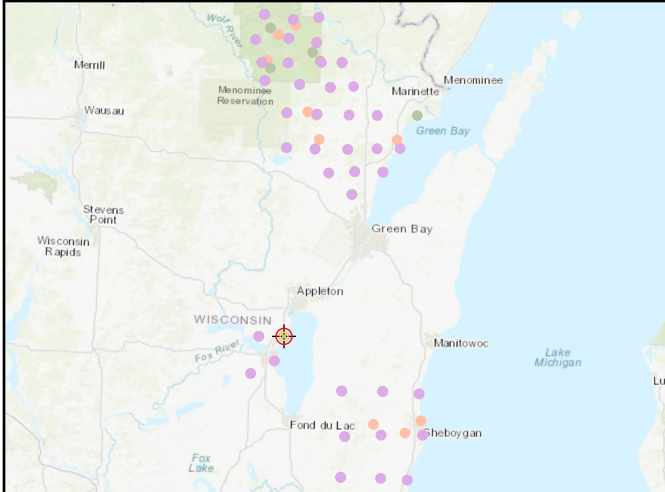 Wolf
River
Merrill
Menominee
Marinette
Menominee
Reservation
Wausau
Green Bay
Stevens
Point
Green Bay
Wisconsin
Rapids
Appleton
WISCONSIN
Manitowoc
Fox River
Lake
Michigan
Lu
Fond du Lac
Sheboygan
Fox
Lake